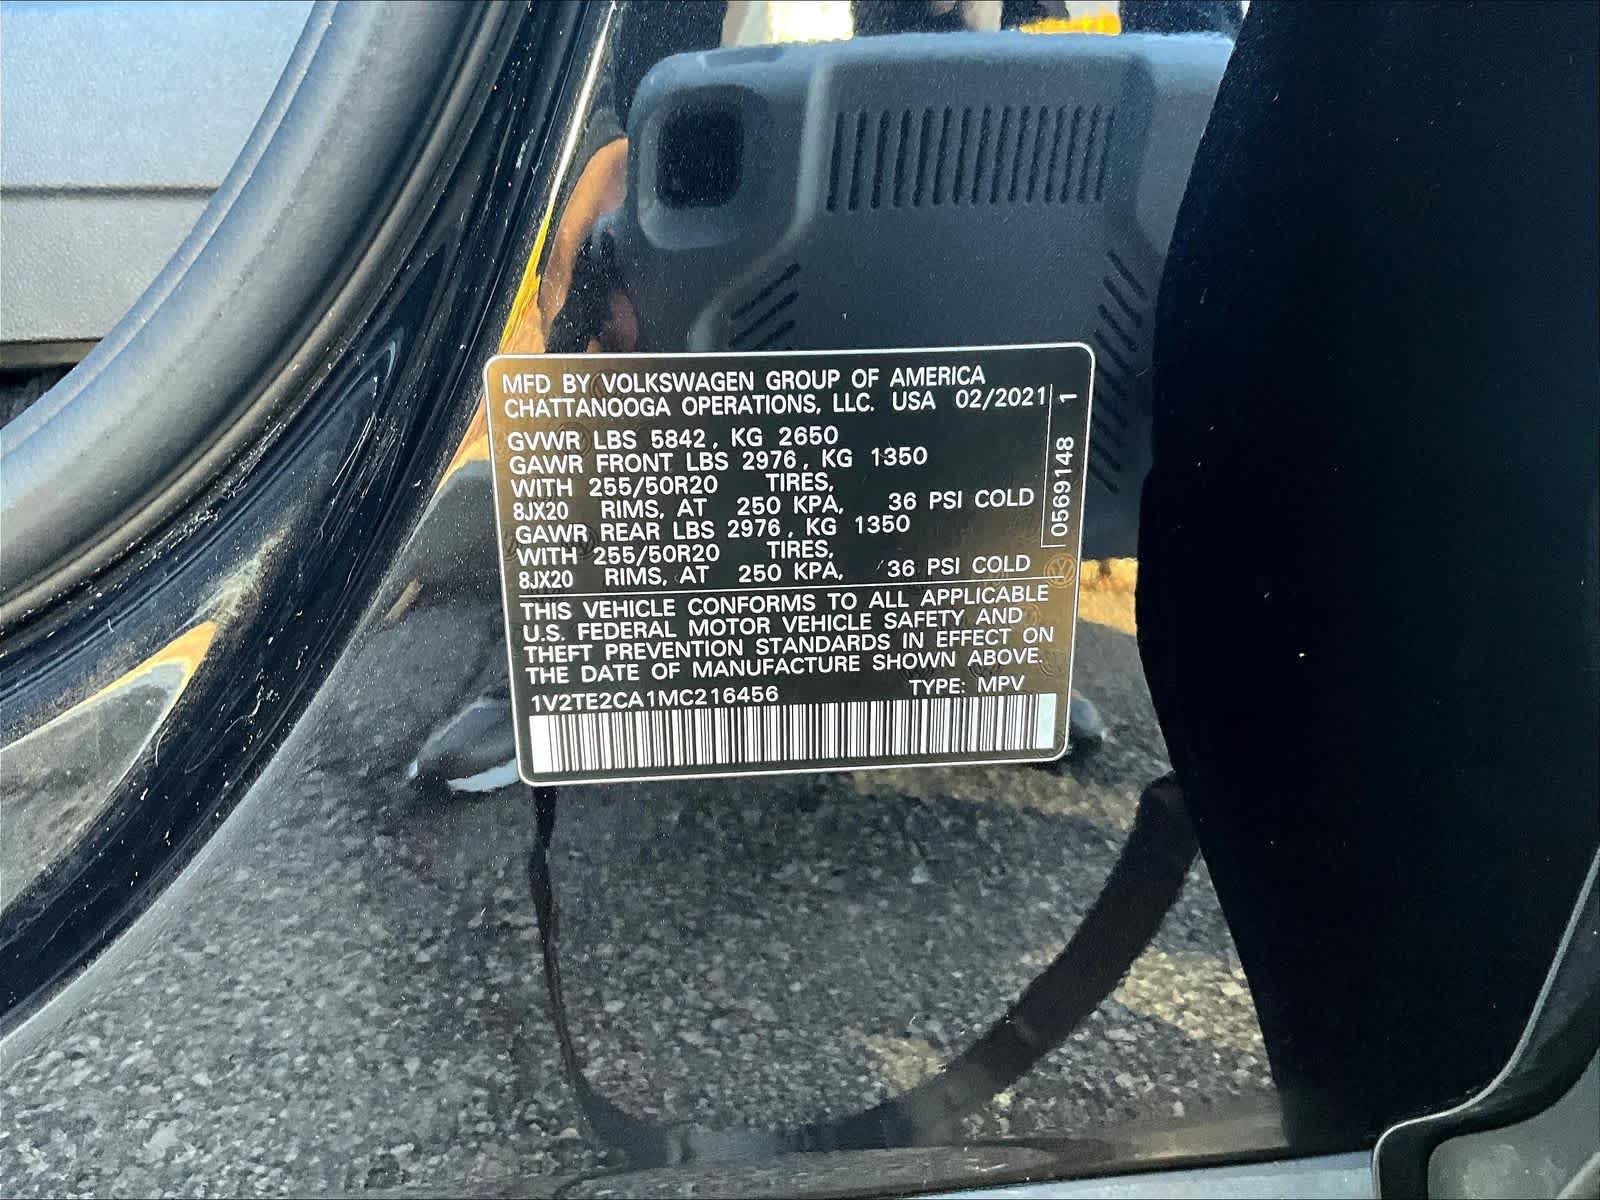 MFD BY VOLKSWAGEN GROUP OF AMERICA
CHATTANOOGA OPERATIONS, LLC. USA 02/2021
GVWR LBS 5842, KG 2650
GAWR FRONT LBS 2976, KG 1350
WITH 255/50R20 TIRES,
8JX20 RIMS, AT 250 KPA, 36 PSI COLD
GAWR REAR LBS 2976, KG 1350
WITH 255/50R20 TIRES,
8JX20 RIMS, AT 250 KPA, 36 PSI COLD
0569148 1
THIS VEHICLE CONFORMS TO ALL APPLICABLE
U.S. FEDERAL MOTOR VEHICLE SAFETY AND
THEFT PREVENTION STANDARDS IN EFFECT ON
THE DATE OF MANUFACTURE SHOWN ABOVE.
1V2TE2CA1MC216456 TYPE: MPV